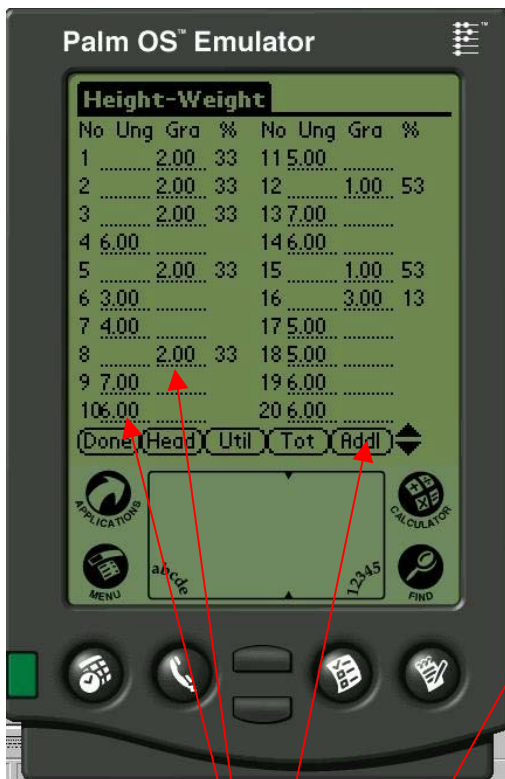 Palm OS™ Emulator
Height-Weight
No Ung Gra % No Ung Gra %
1 2.00 33 11 5.00
2 2.00 33 12 1.00 53
3 2.00 33 13 7.00
4 6.00 14 6.00
5 2.00 33 15 1.00 53
6 3.00 16 3.00 13
7 4.00 17 5.00
8 2.00 33 18 5.00
9 7.00 19 6.00
10 6.00 20 6.00
Done Head Util Tot Addl
APPLICATIONS CALCULATOR
abcde 12345
MENU FIND